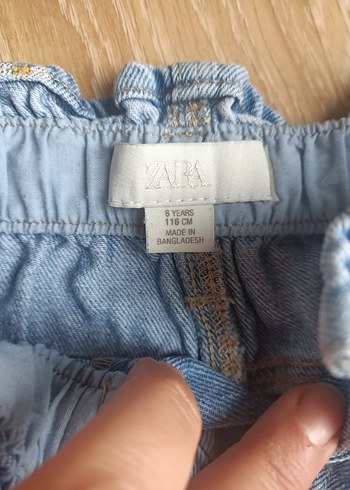 ZARA
6 YEARS
116 CM
MADE IN
BANGLADESH